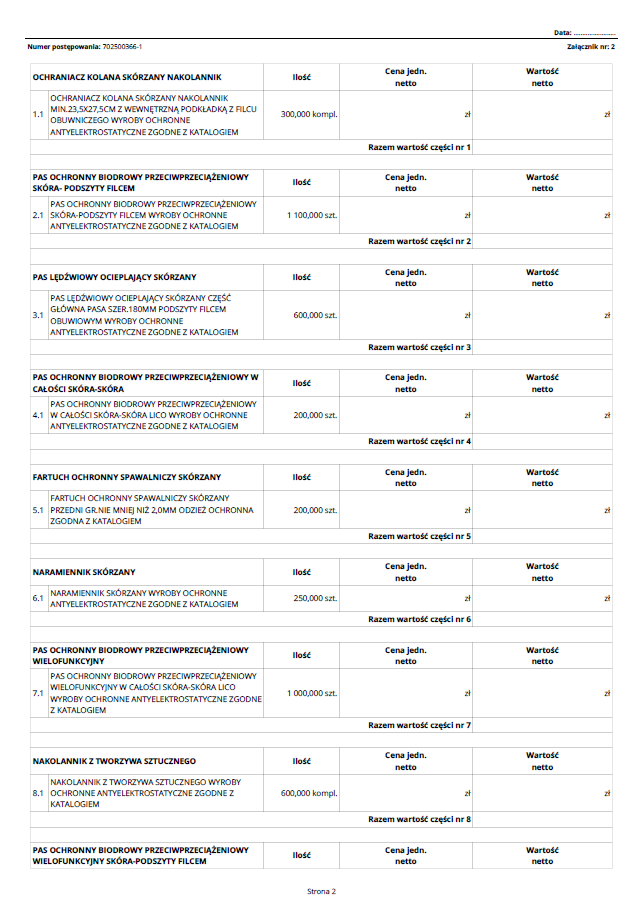 Data: ......................
Numer postępowania: 702500366-1 Załącznik nr: 2
OCHRANIACZ KOLANA SKÓRZANY NAKOLANNIK Ilość Cena jedn. netto Wartość netto
1.1 OCHRANIACZ KOLANA SKÓRZANY NAKOLANNIK
MIN.23,5X27,5CM Z WEWNĘTRZNĄ PODKŁADKĄ Z FILCU
OBUWNICZEGO WYROBY OCHRONNE
ANTYELEKTROSTATYCZNE ZGODNE Z KATALOGIEM
300,000 kompl. zł zł
Razem wartość części nr 1
PAS OCHRONNY BIODROWY PRZECIWPRZECIĄŻENIOWY
SKÓRA- PODSZYTY FILCEM
Ilość Cena jedn. netto Wartość netto
2.1 PAS OCHRONNY BIODROWY PRZECIWPRZECIĄŻENIOWY
SKÓRA-PODSZYTY FILCEM WYROBY OCHRONNE
ANTYELEKTROSTATYCZNE ZGODNE Z KATALOGIEM
1 100,000 szt. zł zł
Razem wartość części nr 2
PAS LĘDŹWIOWY OCIEPLAJĄCY SKÓRZANY Ilość Cena jedn. netto Wartość netto
3.1 PAS LĘDŹWIOWY OCIEPLAJĄCY SKÓRZANY CZĘŚĆ
GŁÓWNA PASA SZER.180MM PODSZYTY FILCEM
OBUWIOWYM WYROBY OCHRONNE
ANTYELEKTROSTATYCZNE ZGODNE Z KATALOGIEM
600,000 szt. zł zł
Razem wartość części nr 3
PAS OCHRONNY BIODROWY PRZECIWPRZECIĄŻENIOWY W
CAŁOŚCI SKÓRA-SKÓRA
Ilość Cena jedn. netto Wartość netto
4.1 PAS OCHRONNY BIODROWY PRZECIWPRZECIĄŻENIOWY
W CAŁOŚCI SKÓRA-SKÓRA LICO WYROBY OCHRONNE
ANTYELEKTROSTATYCZNE ZGODNE Z KATALOGIEM
200,000 szt. zł zł
Razem wartość części nr 4
FARTUCH OCHRONNY SPAWALNICZY SKÓRZANY Ilość Cena jedn. netto Wartość netto
5.1 FARTUCH OCHRONNY SPAWALNICZY SKÓRZANY
PRZEDNI GR.NIE MNIEJ NIŻ 2,0MM ODZIEŻ OCHRONNA
ZGODNA Z KATALOGIEM
200,000 szt. zł zł
Razem wartość części nr 5
NARAMIENNIK SKÓRZANY Ilość Cena jedn. netto Wartość netto
6.1 NARAMIENNIK SKÓRZANY WYROBY OCHRONNE
ANTYELEKTROSTATYCZNE ZGODNE Z KATALOGIEM
250,000 szt. zł zł
Razem wartość części nr 6
PAS OCHRONNY BIODROWY PRZECIWPRZECIĄŻENIOWY
WIELOFUNKCYJNY
Ilość Cena jedn. netto Wartość netto
7.1 PAS OCHRONNY BIODROWY PRZECIWPRZECIĄŻENIOWY
WIELOFUNKCYJNY W CAŁOŚCI SKÓRA-SKÓRA LICO
WYROBY OCHRONNE ANTYELEKTROSTATYCZNE ZGODNE
Z KATALOGIEM
1 000,000 szt. zł zł
Razem wartość części nr 7
NAKOLANNIK Z TWORZYWA SZTUCZNEGO Ilość Cena jedn. netto Wartość netto
8.1 NAKOLANNIK Z TWORZYWA SZTUCZNEGO WYROBY
OCHRONNE ANTYELEKTROSTATYCZNE ZGODNE Z
KATALOGIEM
600,000 kompl. zł zł
Razem wartość części nr 8
PAS OCHRONNY BIODROWY PRZECIWPRZECIĄŻENIOWY
WIELOFUNKCYJNY SKÓRA-PODSZYTY FILCEM
Ilość Cena jedn. netto Wartość netto
Strona 2